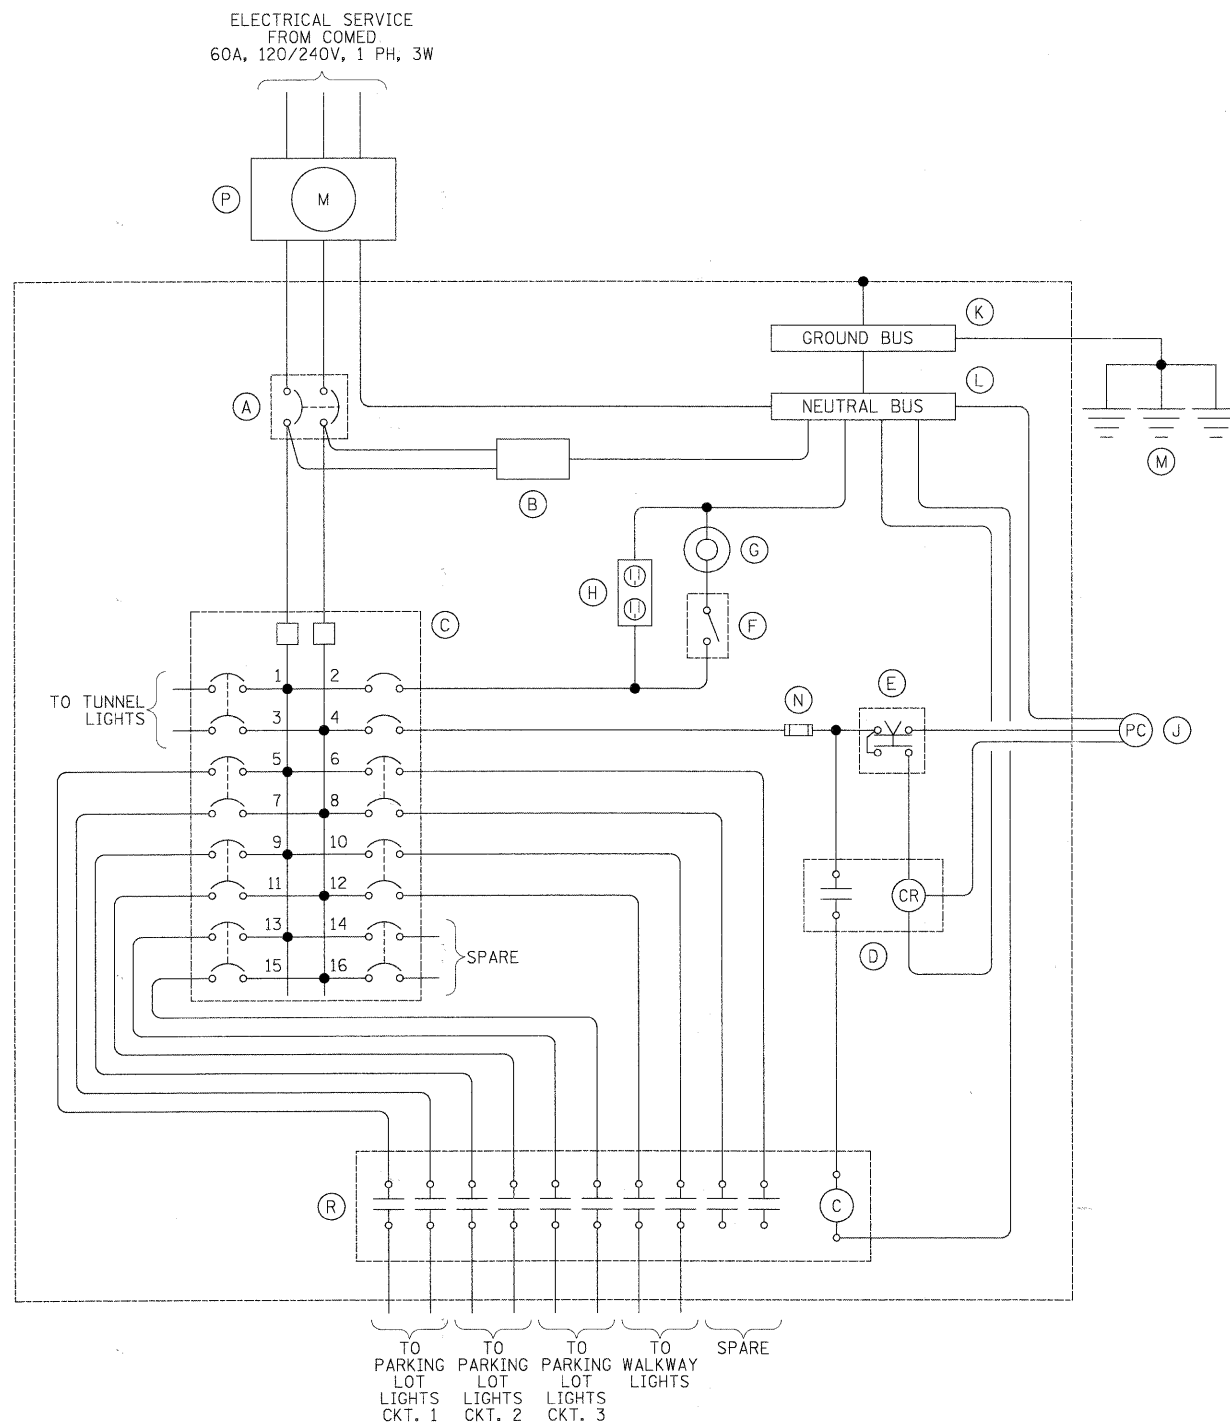 ELECTRICAL SERVICE
FROM COMED
60A, 120/240V, 1 PH, 3W
P
M
K
GROUND BUS
L
NEUTRAL BUS
A
M
B
G
H
F
C
1 2
TO TUNNEL
LIGHTS
3 4
N
E
PC
J
5 6
7 8
9 10
11 12
CR
13 14
D
SPARE
15 16
R
C
TO
PARKING
LOT
LIGHTS
CKT. 1
TO
PARKING
LOT
LIGHTS
CKT. 2
TO
PARKING
LOT
LIGHTS
CKT. 3
TO
WALKWAY
LIGHTS
SPARE